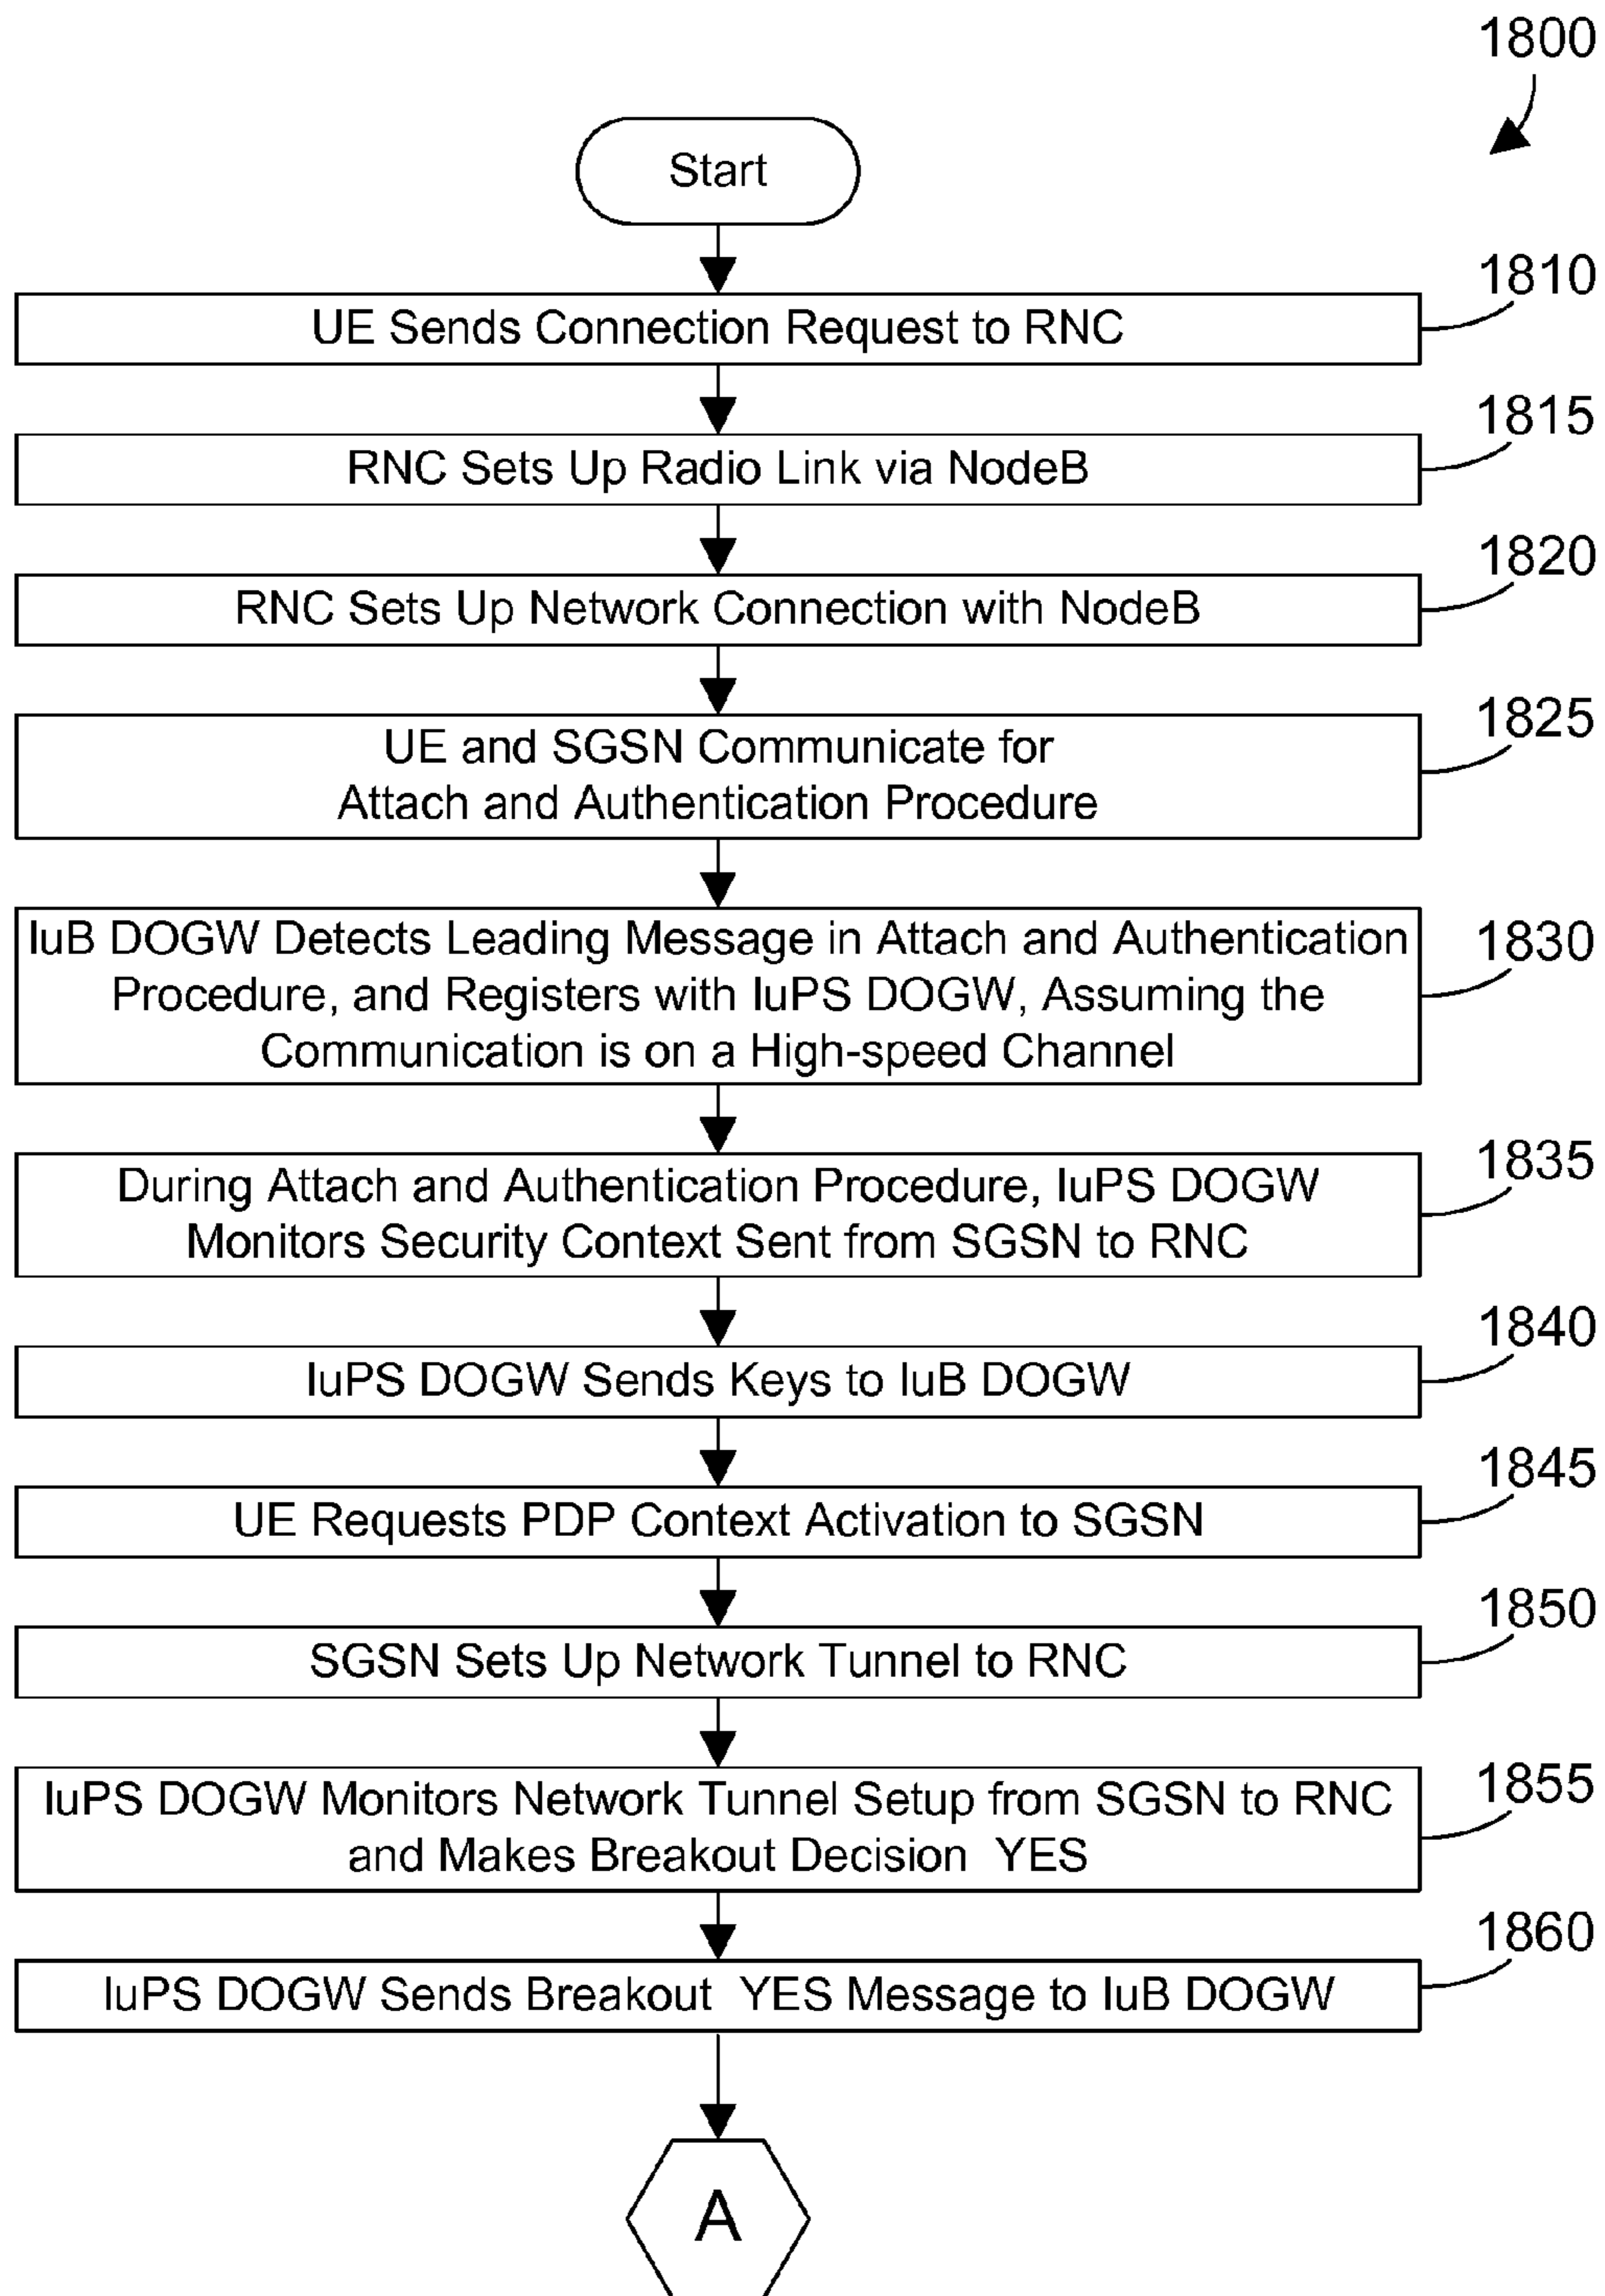 1800
Start
1810
UE Sends Connection Request to RNC
1815
RNC Sets Up Radio Link via NodeB
1820
RNC Sets Up Network Connection with NodeB
1825
UE and SGSN Communicate for
Attach and Authentication Procedure
1830
IuB DOGW Detects Leading Message in Attach and Authentication
Procedure, and Registers with IuPS DOGW, Assuming the
Communication is on a High-speed Channel
1835
During Attach and Authentication Procedure, IuPS DOGW
Monitors Security Context Sent from SGSN to RNC
1840
IuPS DOGW Sends Keys to IuB DOGW
1845
UE Requests PDP Context Activation to SGSN
1850
SGSN Sets Up Network Tunnel to RNC
1855
IuPS DOGW Monitors Network Tunnel Setup from SGSN to RNC
and Makes Breakout Decision YES
1860
IuPS DOGW Sends Breakout YES Message to IuB DOGW
A